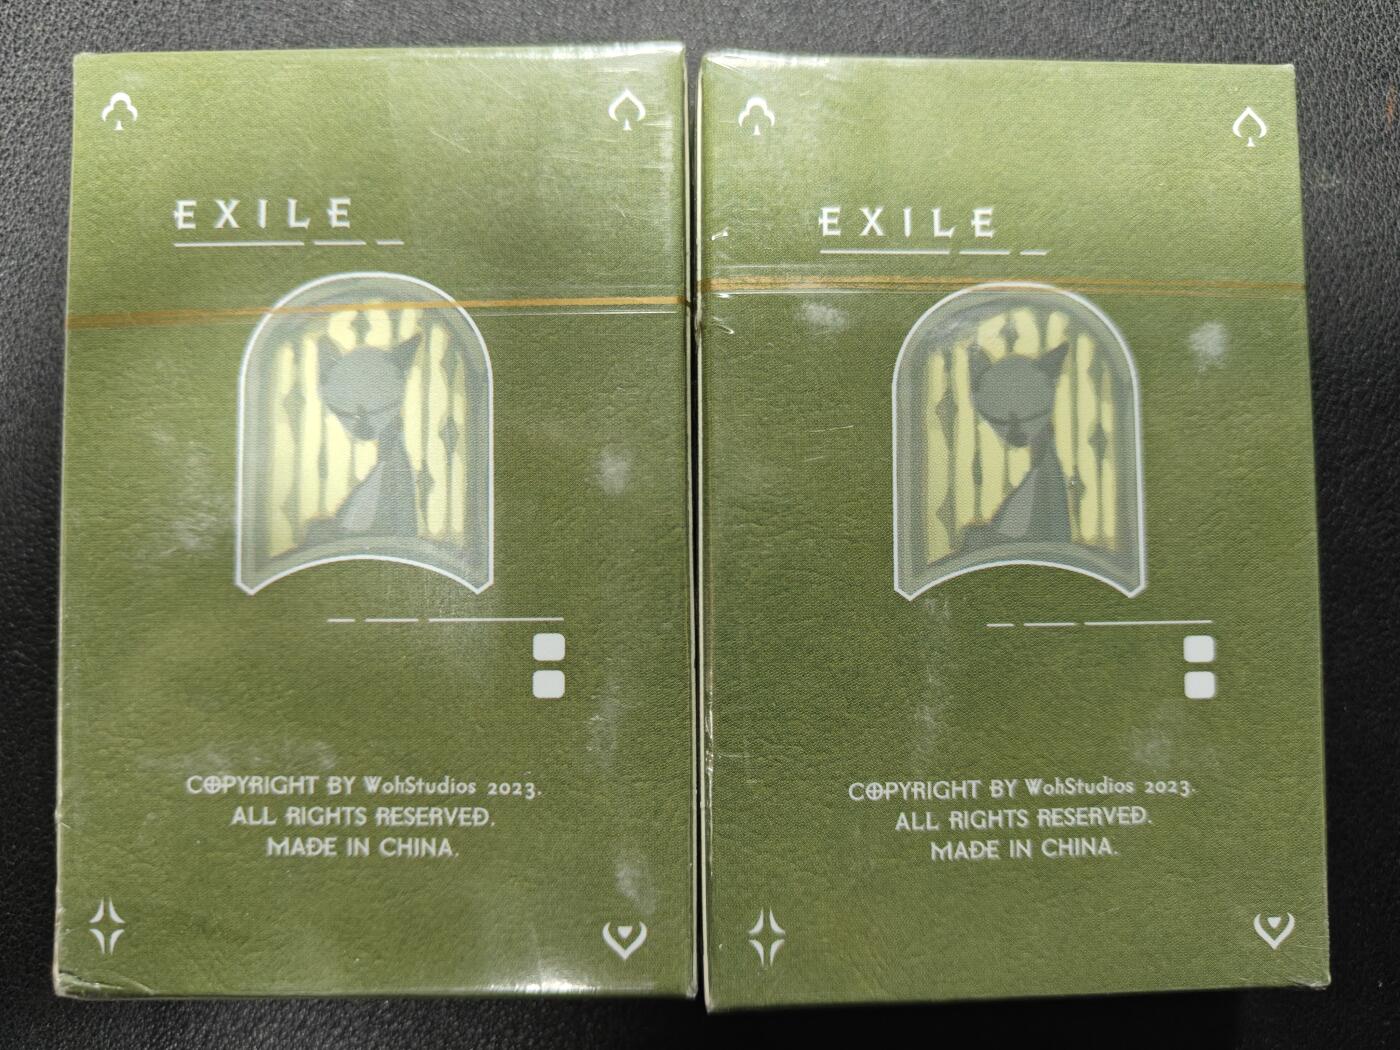 EXILE
COPYRIGHT BY WohStudios 2023.
ALL RIGHTS RESERVED.
MADE IN CHINA.
EXILE
COPYRIGHT BY WohStudios 2023.
ALL RIGHTS RESERVED.
MADE IN CHINA.